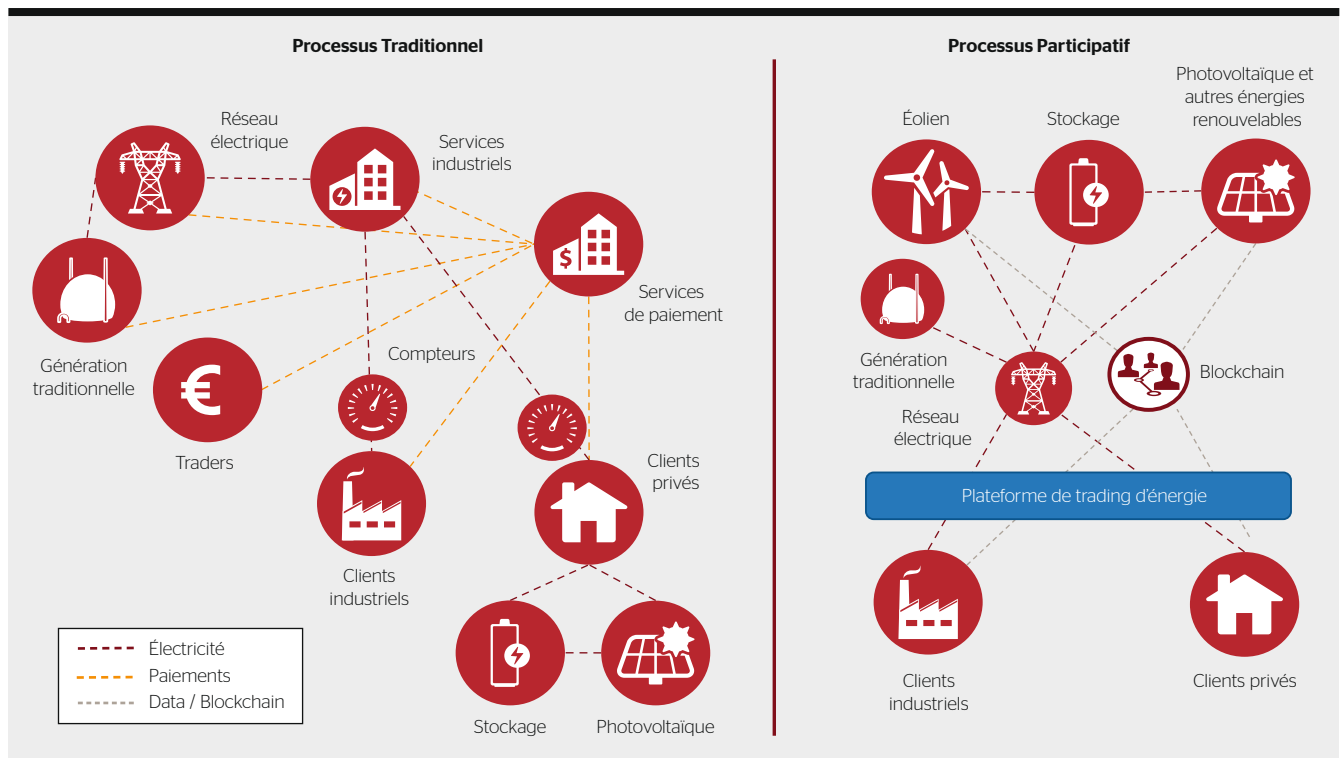 Processus Traditionnel
Réseau
électrique
Services
industriels
$
Services
de paiement
Génération
traditionnelle
€
Traders
Compteurs
Clients
privés
Clients
industriels
Stockage
Photovoltaïque
Électricité
Paiements
Data / Blockchain
Processus Participatif
Éolien
Stockage
Photovoltaïque et
autres énergies
renouvelables
Génération
traditionnelle
Blockchain
Réseau
électrique
Plateforme de trading d'énergie
Clients
industriels
Clients privés